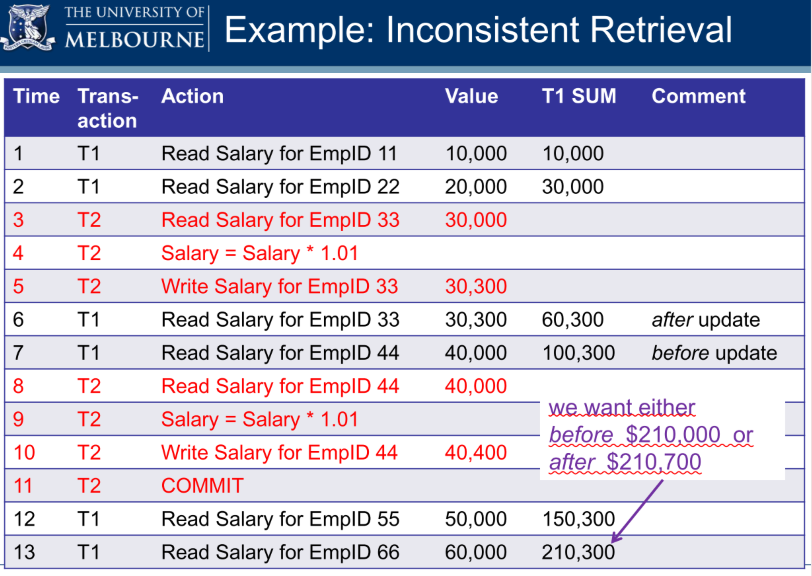 THE UNIVERSITY OF
MELBOURNE
Example: Inconsistent Retrieval
Time Trans-action Action Value T1 SUM Comment
1 T1 Read Salary for EmpID 11 10,000 10,000
2 T1 Read Salary for EmpID 22 20,000 30,000
3 T2 Read Salary for EmpID 33 30,000
4 T2 Salary = Salary * 1.01
5 T2 Write Salary for EmpID 33 30,300
6 T1 Read Salary for EmpID 33 30,300 60,300 after update
7 T1 Read Salary for EmpID 44 40,000 100,300 before update
8 T2 Read Salary for EmpID 44 40,000
9 T2 Salary = Salary * 1.01
10 T2 Write Salary for EmpID 44 40,400
11 T2 COMMIT
we want either
before $210,000 or
after $210,700
12 T1 Read Salary for EmpID 55 50,000 150,300
13 T1 Read Salary for EmpID 66 60,000 210,300